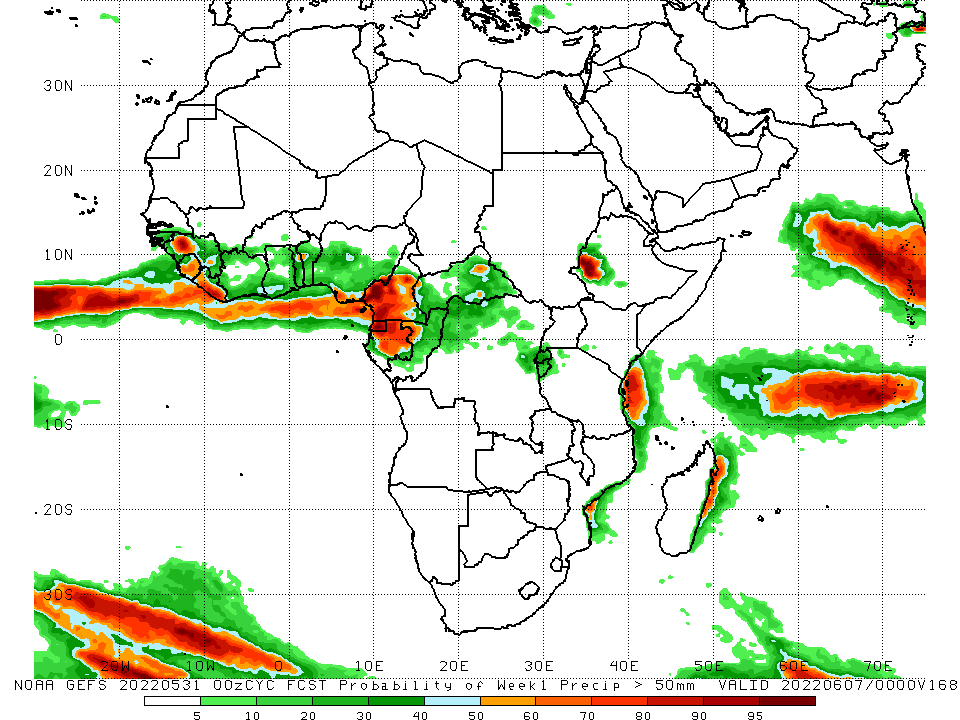 30N
20N
10N
0
10S
20S
30S
20W 10W 0 10E 20E 30E 40E 50E 60E 70E
NOAA GEFS 20220531 00zCYC FCST Probability of Week1 Precip > 50mm VALID 20220607/0000V168
5 10 20 30 40 50 60 70 80 90 95